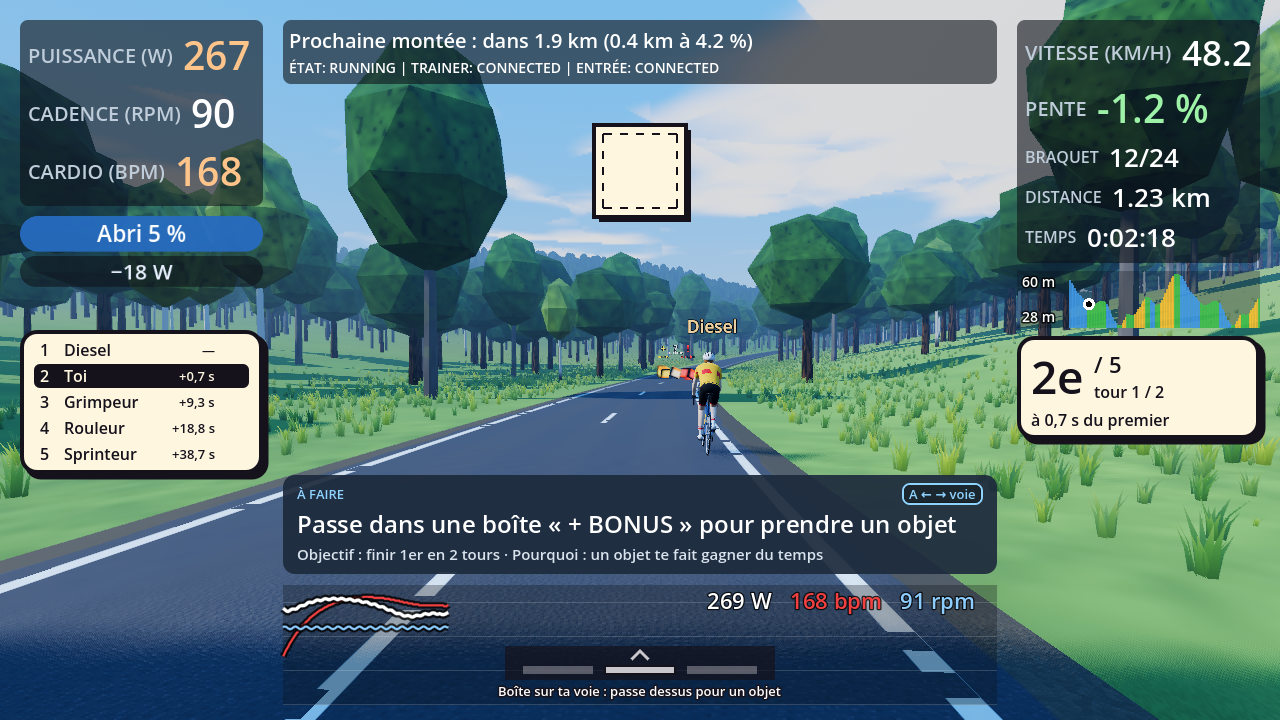 PUISSANCE (W) 267
CADENCE (RPM) 90
CARDIO (BPM) 168
Abri 5 %
−18 W
1 Diesel —
2 Toi +0,7 s
3 Grimpeur +9,3 s
4 Rouleur +18,8 s
5 Sprinteur +38,7 s
Prochaine montée : dans 1.9 km (0.4 km à 4.2 %)
ÉTAT: RUNNING | TRAINER: CONNECTED | ENTRÉE: CONNECTED
Diesel
VITESSE (KM/H) 48.2
PENTE -1.2 %
BRAQUET 12/24
DISTANCE 1.23 km
TEMPS 0:02:18
60 m
28 m
2e / 5
tour 1 / 2
à 0,7 s du premier
À FAIRE
A ← → voie
Passe dans une boîte « + BONUS » pour prendre un objet
Objectif : finir 1er en 2 tours · Pourquoi : un objet te fait gagner du temps
269 W 168 bpm 91 rpm
Boîte sur ta voie : passe dessus pour un objet